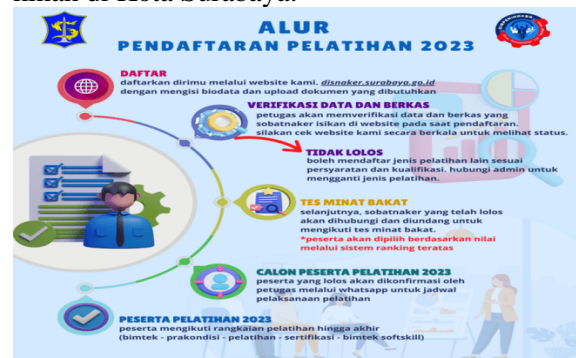 ALUR
PENDAFTARAN PELATIHAN 2023
DAFTAR
daftarkan dirimu melalui website kami. disnaker.surabaya.go.id
dengan mengisi biodata dan upload dokumen yang dibutuhkan
VERIFIKASI DATA DAN BERKAS
petugas akan memverifikasi data dan berkas yang
sobatnaker isikan di website pada saat pendaftaran.
silakan cek website kami secara berkala untuk melihat status.
TIDAK LOLOS
boleh mendaftar jenis pelatihan lain sesuai
persyaratan dan kualifikasi. hubungi admin untuk
mengganti jenis pelatihan.
TES MINAT BAKAT
selanjutnya, sobatnaker yang telah lolos
akan dihubungi dan diundang untuk
mengikuti tes minat bakat.
*peserta akan dipilih berdasarkan nilai
melalui sistem ranking teratas
CALON PESERTA PELATIHAN 2023
peserta yang lolos akan dikonfirmasi oleh
petugas melalui whatsapp untuk jadwal
pelaksanaan pelatihan
PESERTA PELATIHAN 2023
peserta mengikuti rangkaian pelatihan hingga akhir
(bimtek - prakondisi - pelatihan - sertifikasi - bimtek softskill)